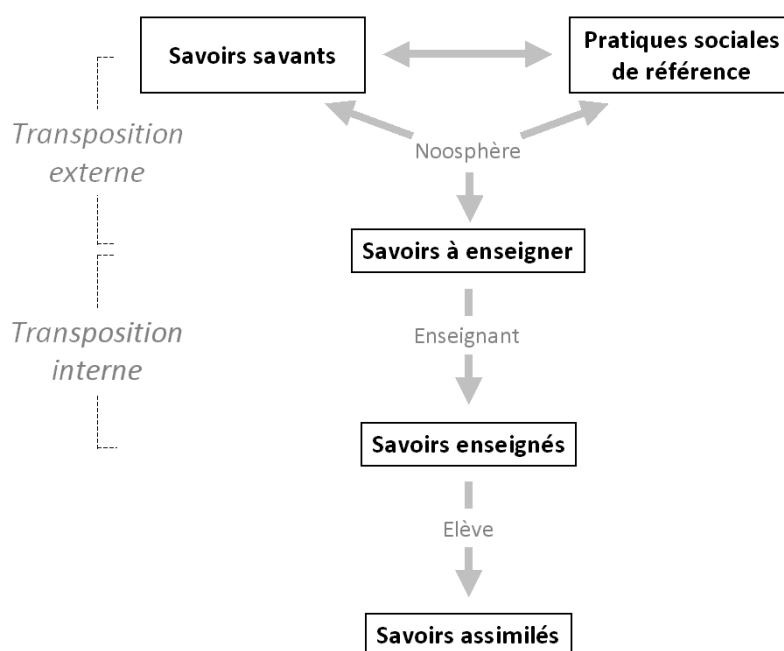 Savoirs savants
Pratiques sociales
de référence
Transposition
externe
Noosphère
Savoirs à enseigner
Transposition
interne
Enseignant
Savoirs enseignés
Elève
Savoirs assimilés